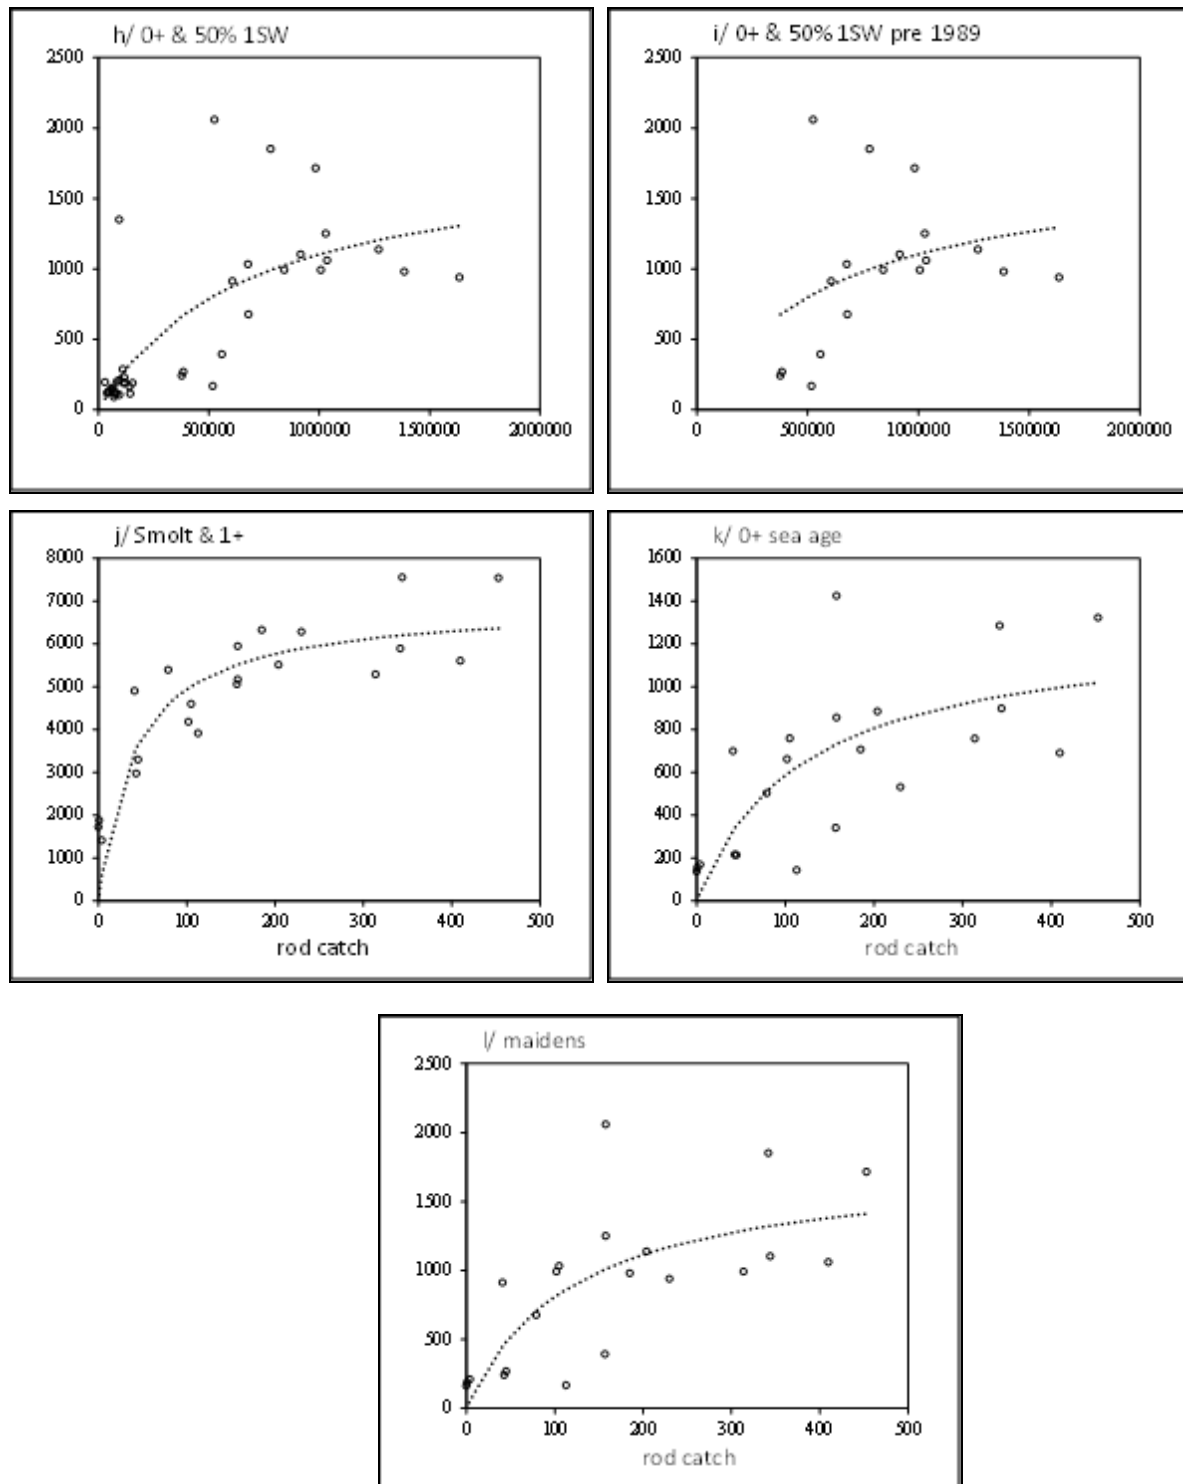 h/ 0+ & 50% 1SW
2500
2000
1500
1000
500
0
0 500000 1000000 1500000 2000000
i/ 0+ & 50% 1SW pre 1989
2500
2000
1500
1000
500
0
0 500000 1000000 1500000 2000000
j/ Smolt & 1+
8000
7000
6000
5000
4000
3000
2000
1000
0
0 100 200 300 400 500
rod catch
k/ 0+ sea age
1600
1400
1200
1000
800
600
400
200
0
0 100 200 300 400 500
rod catch
l/ maidens
2500
2000
1500
1000
500
0
0 100 200 300 400 500
rod catch